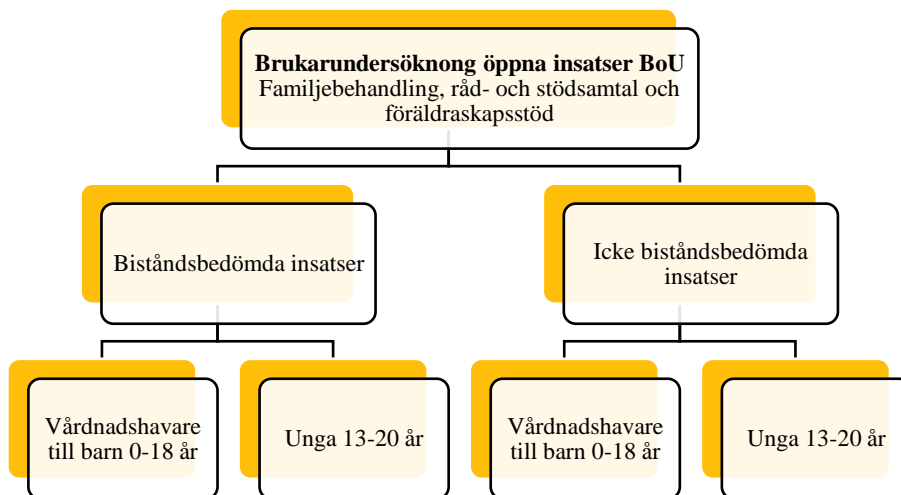 Brukarundersöknong öppna insatser BoU
Familjebehandling, råd- och stödsamtal och
föräldraskapsstöd
Biståndsbedömda insatser
Icke biståndsbedömda
insatser
Vårdnadshavare
till barn 0-18 år
Unga 13-20 år
Vårdnadshavare
till barn 0-18 år
Unga 13-20 år